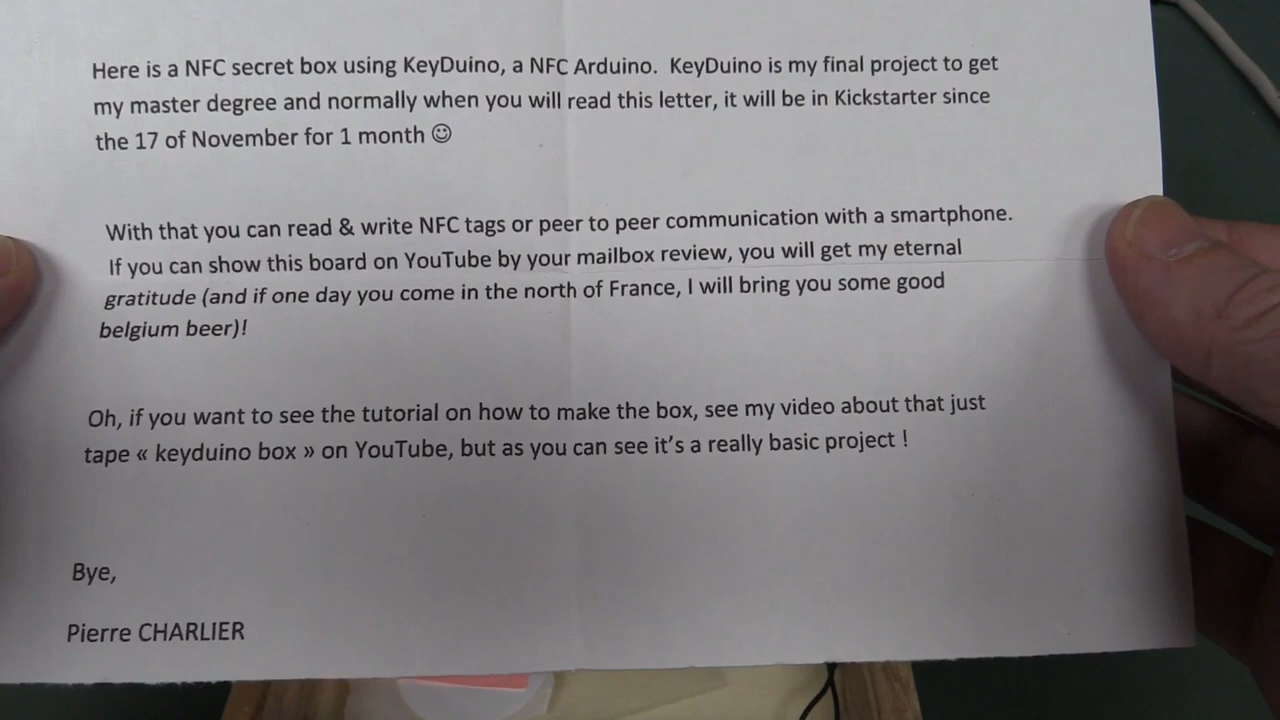 Here is a NFC secret box using KeyDuino, a NFC Arduino. KeyDuino is my final project to get
my master degree and normally when you will read this letter, it will be in Kickstarter since
the 17 of November for 1 month ☺
With that you can read & write NFC tags or peer to peer communication with a smartphone.
If you can show this board on YouTube by your mailbox review, you will get my eternal
gratitude (and if one day you come in the north of France, I will bring you some good
belgium beer)!
Oh, if you want to see the tutorial on how to make the box, see my video about that just
tape « keyduino box » on YouTube, but as you can see it's a really basic project !
Bye,
Pierre CHARLIER